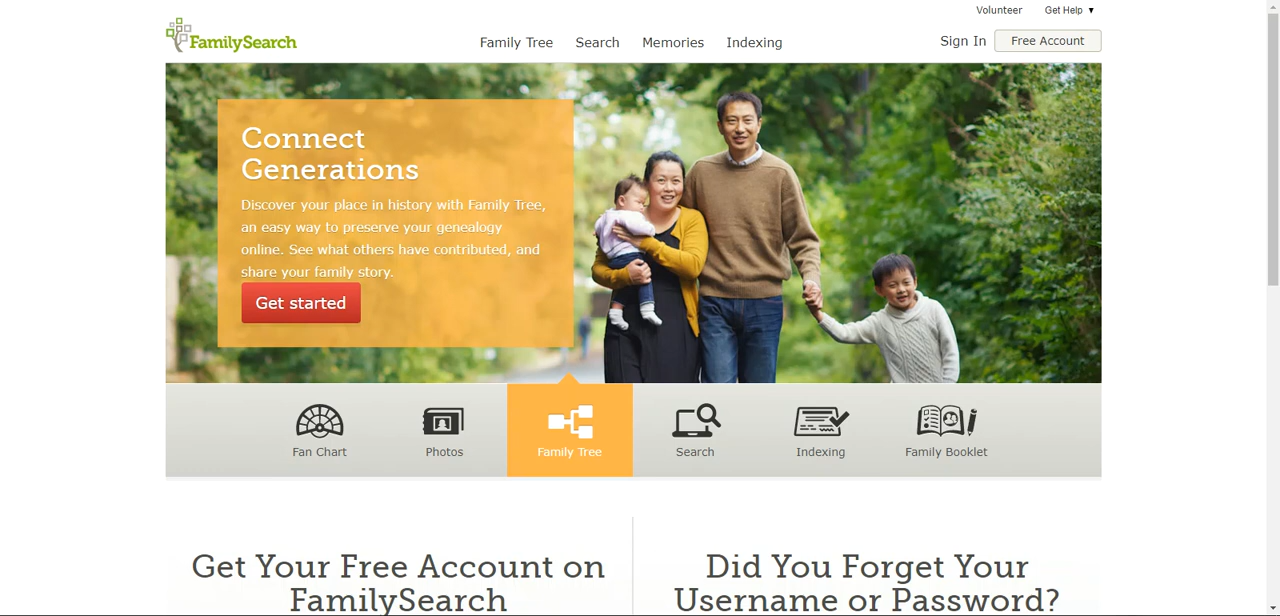 Volunteer Get Help ▼
FamilySearch
Family Tree Search Memories Indexing
Sign In Free Account
Connect
Generations
Discover your place in history with Family Tree,
an easy way to preserve your genealogy
online. See what others have contributed, and
share your family story.
Get started
Fan Chart Photos Family Tree Search Indexing Family Booklet
Get Your Free Account on
FamilySearch
Did You Forget Your
Username or Password?